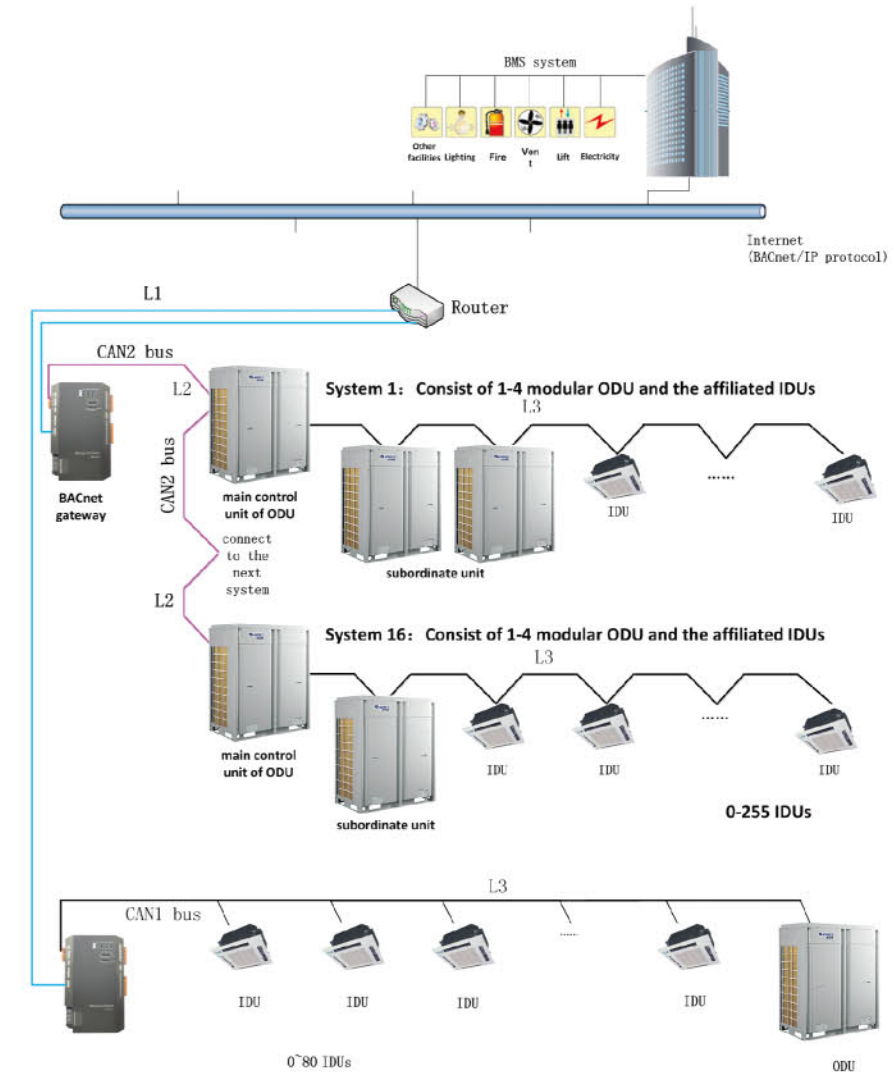 BMS system
Other
facilities
Lighting
Fire
Ven
t
Lift
Electricity
Internet
(BACnet/IP protocol)
L1
Router
CAN2 bus
L2
System 1: Consist of 1-4 modular ODU and the affiliated IDUs
L3
BACnet
gateway
CAN2 bus
main control
unit of ODU
......
IDU
IDU
connect
to the
next
system
subordinate unit
L2
System 16: Consist of 1-4 modular ODU and the affiliated IDUs
L3
......
main control
unit of ODU
IDU
IDU
IDU
subordinate unit
0-255 IDUs
L3
CAN1 bus
......
IDU
IDU
IDU
IDU
0~80 IDUs
ODU